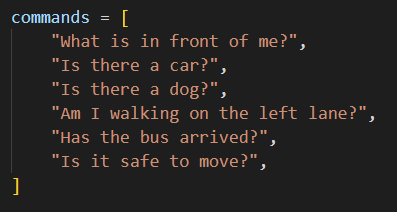 commands = [
"What is in front of me?",
"Is there a car?",
"Is there a dog?",
"Am I walking on the left lane?",
"Has the bus arrived?",
"Is it safe to move?",
]